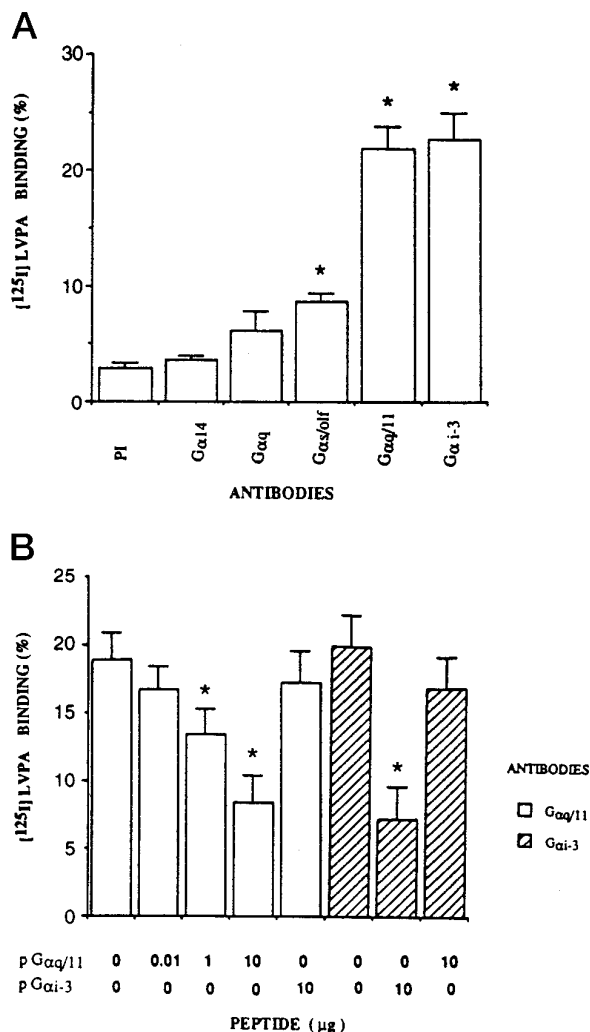 A
[125I] LVPA BINDING (%)
30
20
10
0
*
*
*
PI
Gα14
Gαq
Gαs/olf
Gαq/11
Gα i-3
ANTIBODIES
B
[125I] LVPA BINDING (%)
25
20
15
10
5
0
*
*
*
ANTIBODIES
Gαq/11
Gαi-3
p Gαq/11 0 0.01 1 10 0 0 0 10
p Gαi-3 0 0 0 0 10 0 10 0
PEPTIDE (µg)